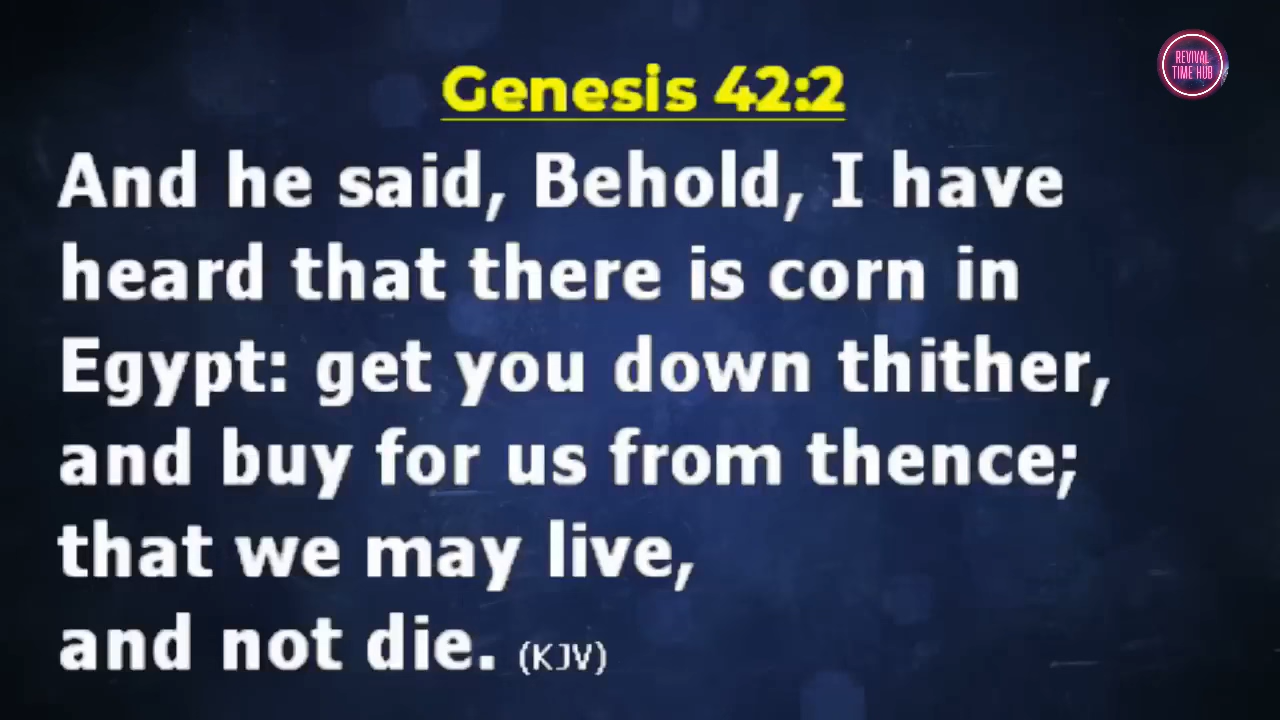 REVIVAL
TIME HUB
Genesis 42:2
And he said, Behold, I have
heard that there is corn in
Egypt: get you down thither,
and buy for us from thence;
that we may live,
and not die. (KJV)